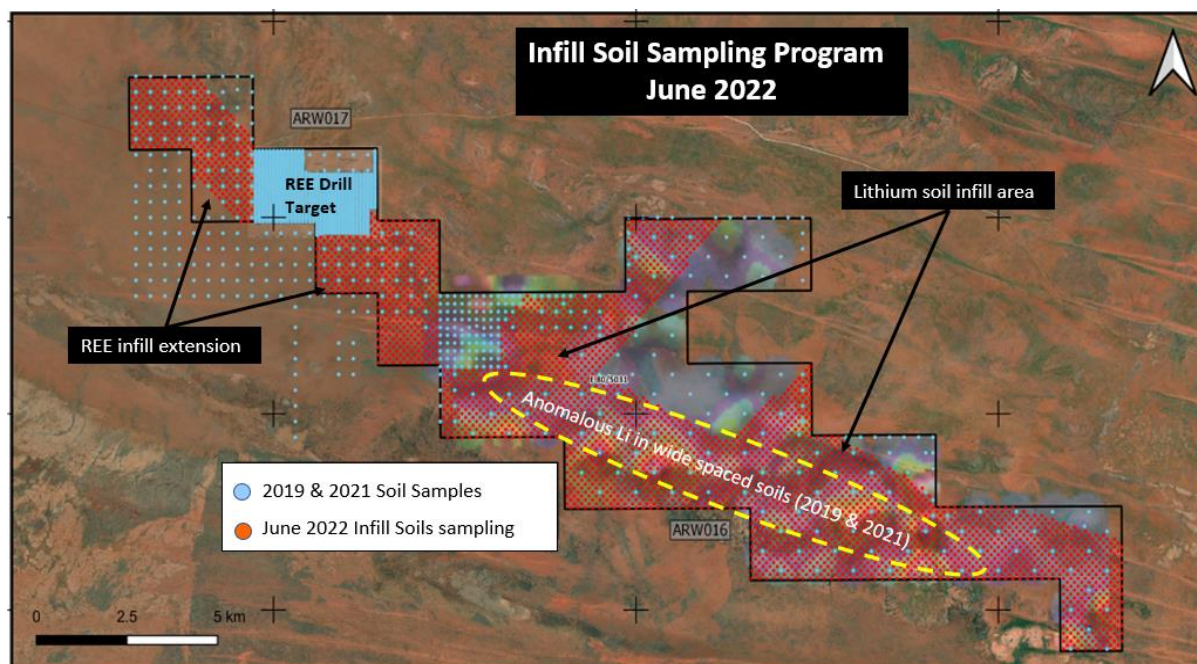 Infill Soil Sampling Program
June 2022
ARW017
REE Drill
Target
Lithium soil infill area
REE infill extension
E 80/5031
Anomalous Li in wide spaced soils (2019 & 2021)
2019 & 2021 Soil Samples
June 2022 Infill Soils sampling
ARW016
0 2.5 5 km